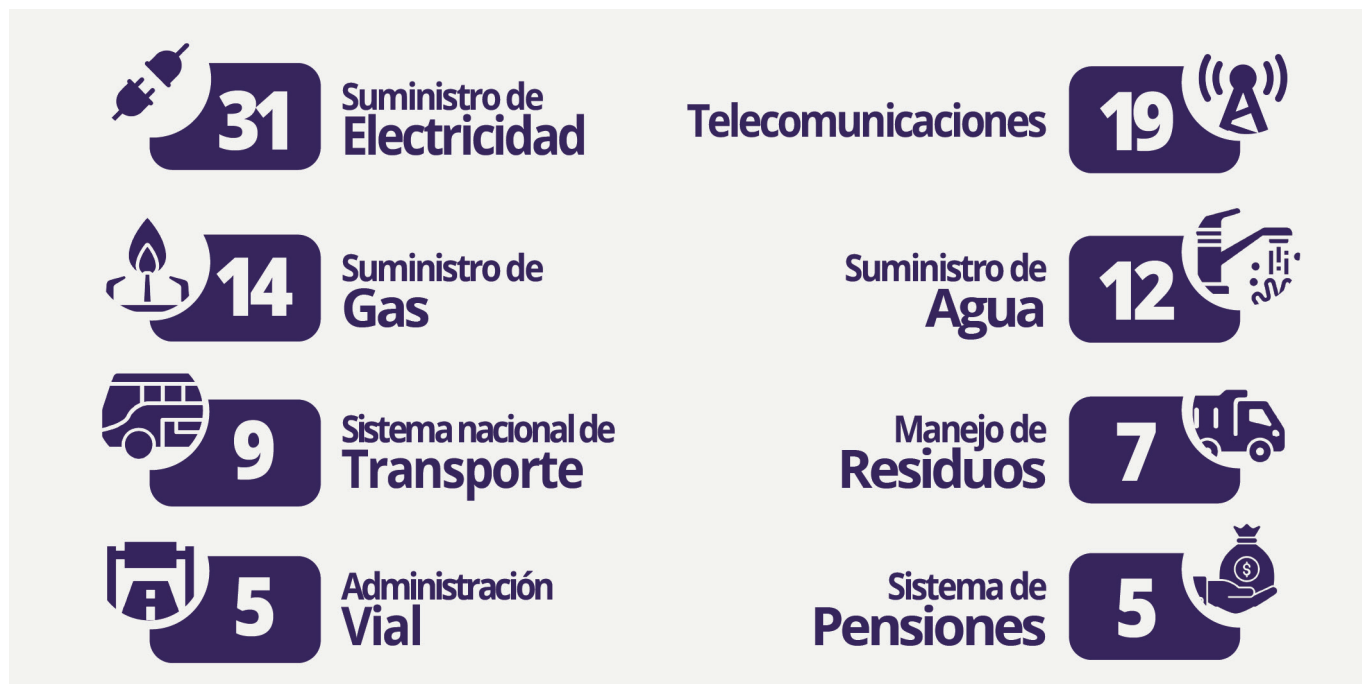 31
Suministro de
Electricidad
Telecomunicaciones
19
14
Suministro de
Gas
Suministro de
Agua
12
9
Sistema nacional de
Transporte
Manejo de
Residuos
7
5
Administración
Vial
Sistema de
Pensiones
5
$